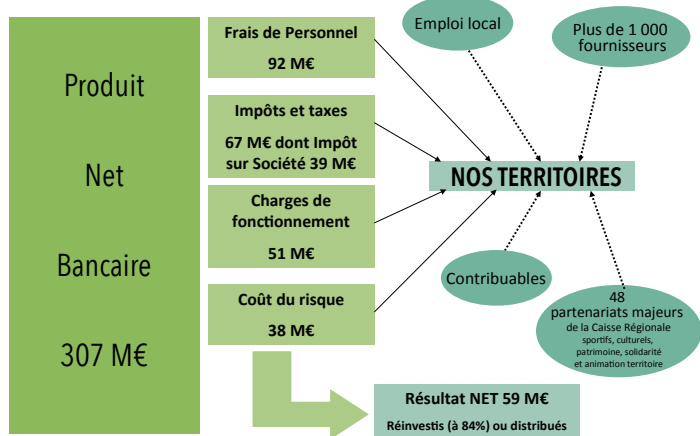 Produit
Net
Bancaire
307 M€
Frais de Personnel
92 M€
Impôts et taxes
67 M€ dont Impôt
sur Société 39 M€
Charges de
fonctionnement
51 M€
Coût du risque
38 M€
Emploi local
Plus de 1 000
fournisseurs
NOS TERRITOIRES
Contribuables
48
partenariats majeurs
de la Caisse Régionale
sportifs, culturels,
patrimoine, solidarité
et animation territoire
Résultat NET 59 M€
Réinvestis (à 84%) ou distribués